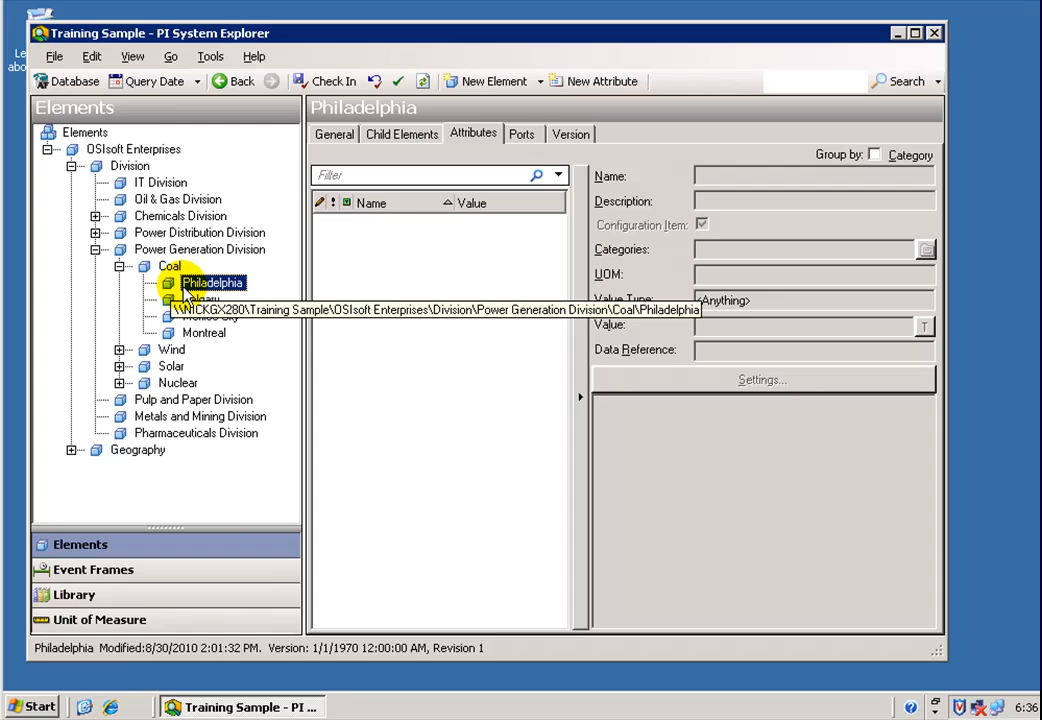 Le
abo
Training Sample - PI System Explorer
File Edit View Go Tools Help
Database Query Date Back Check In New Element New Attribute Search
Elements
Philadelphia
Elements
OSIsoft Enterprises
Division
IT Division
Oil & Gas Division
Chemicals Division
Power Distribution Division
Power Generation Division
Coal
Philadelphia
\\NICKGX280\Training Sample\OSIsoft Enterprises\Division\Power Generation Division\Coal\Philadelphia
Montreal
Wind
Solar
Nuclear
Pulp and Paper Division
Metals and Mining Division
Pharmaceuticals Division
Geography
General Child Elements Attributes Ports Version
Group by: Category
Filter
Name Value
Name:
Description:
Configuration Item:
Categories:
UOM:
<Anything>
Value:
Data Reference:
Settings...
Elements
Event Frames
Library
Unit of Measure
Philadelphia Modified:8/30/2010 2:01:32 PM. Version: 1/1/1970 12:00:00 AM, Revision 1
Start Training Sample - PI ... 6:36